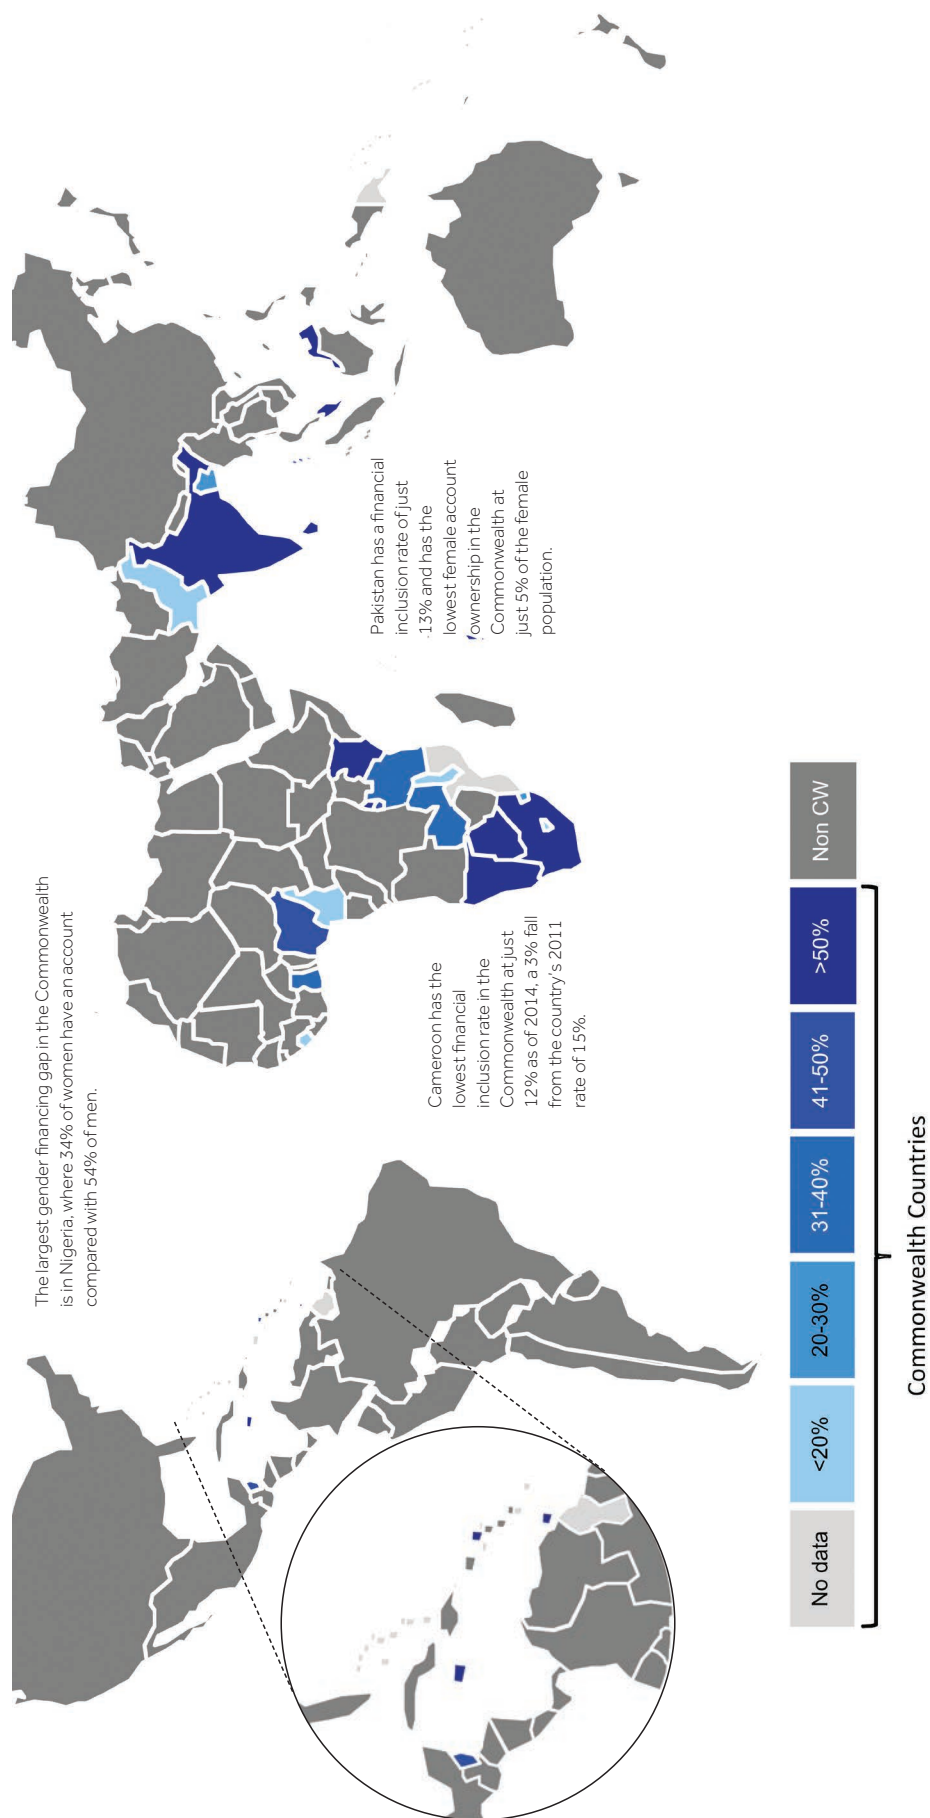 The largest gender financing gap in the Commonwealth
is in Nigeria, where 34% of women have an account
compared with 54% of men.
Cameroon has the
lowest financial
inclusion rate in the
Commonwealth at just
12% as of 2014, a 3% fall
from the country's 2011
rate of 15%.
Pakistan has a financial
inclusion rate of just
13% and has the
lowest female account
ownership in the
Commonwealth at
just 5% of the female
population.
No data
<20%
20-30%
31-40%
41-50%
>50%
Non CW
Commonwealth Countries